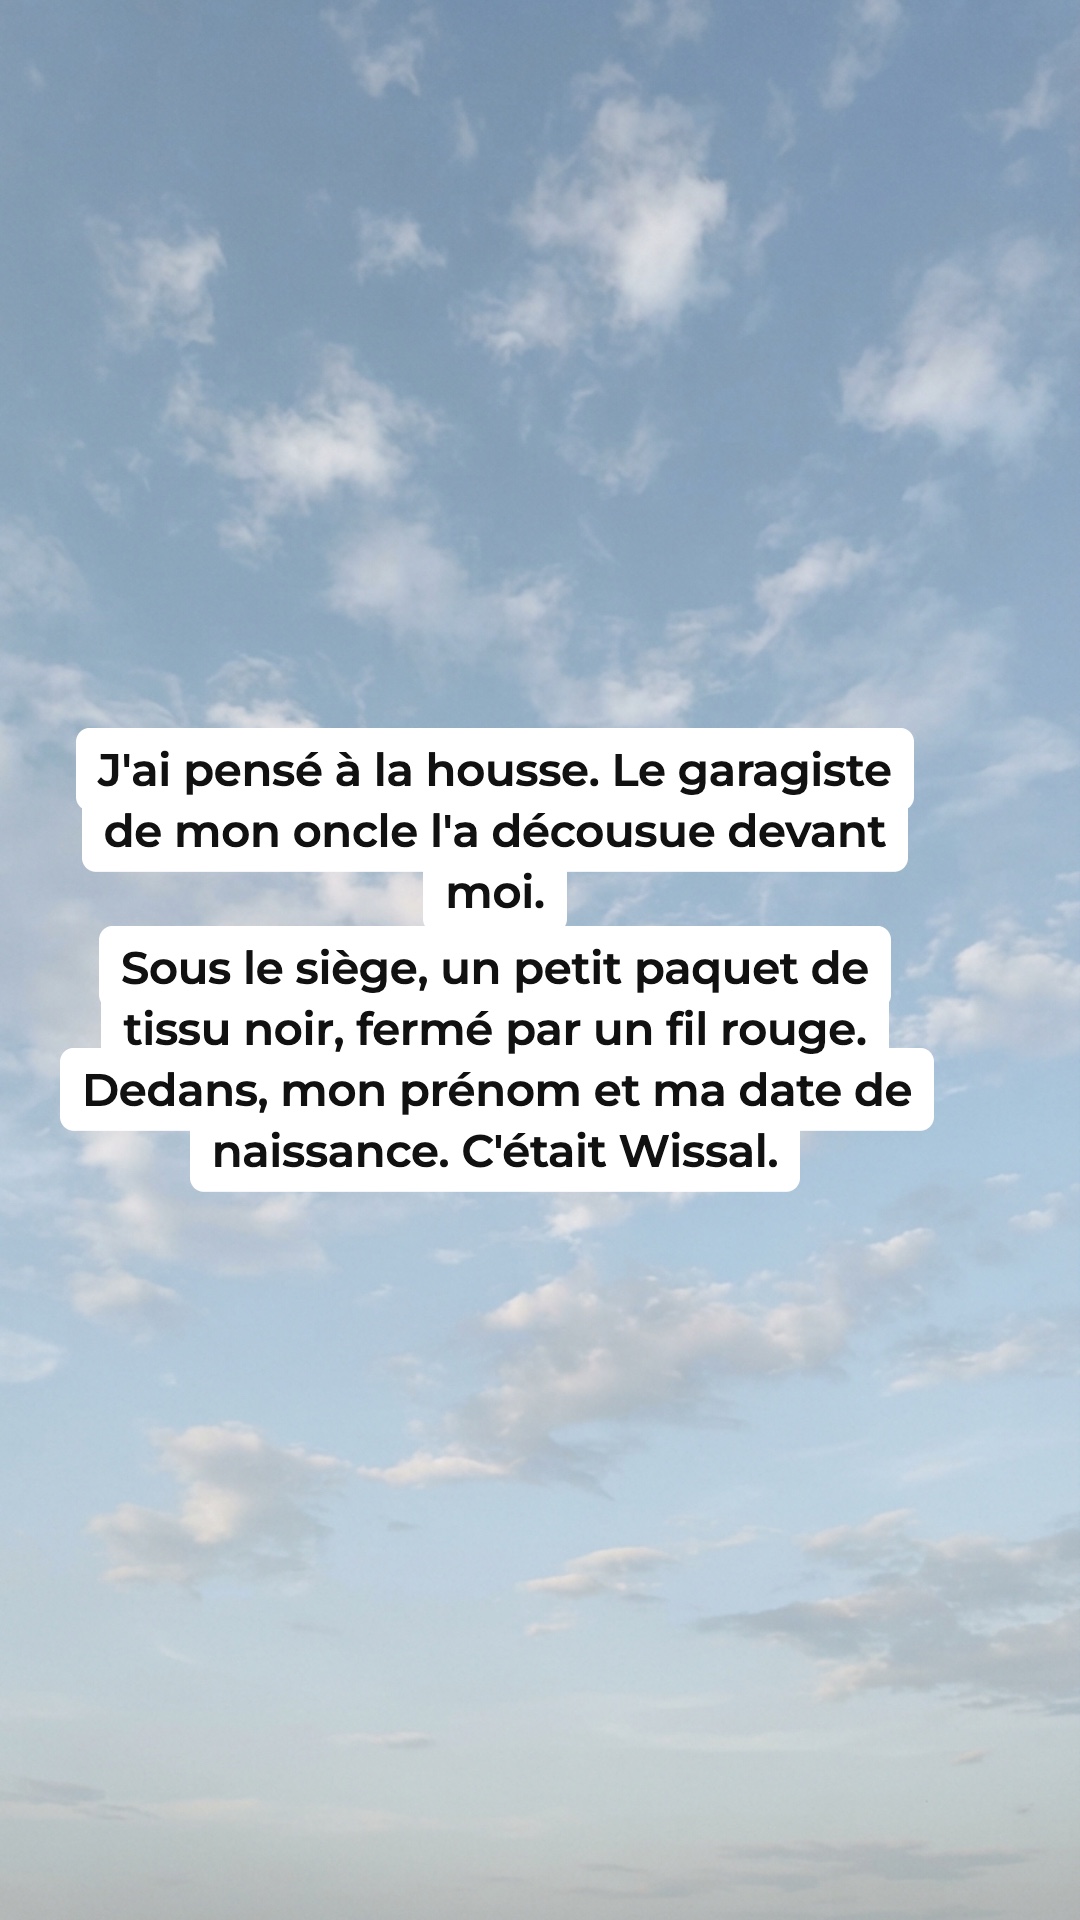 J'ai pensé à la housse. Le garagiste
de mon oncle l'a décousue devant
moi.
Sous le siège, un petit paquet de
tissu noir, fermé par un fil rouge.
Dedans, mon prénom et ma date de
naissance. C'était Wissal.